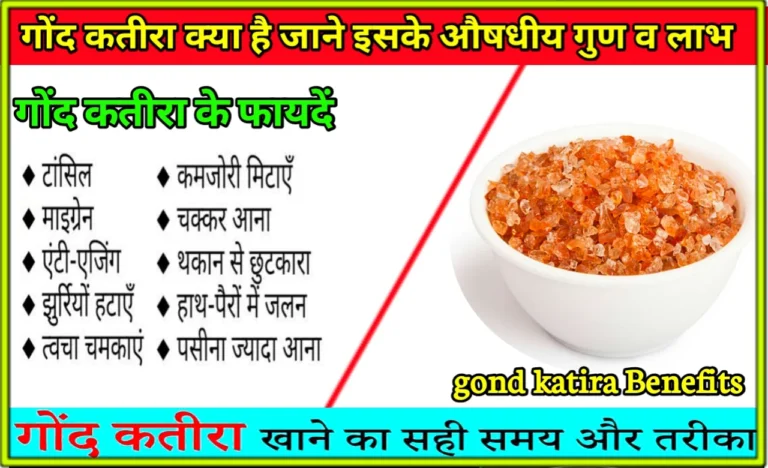 गोंद कतीरा क्या है जाने इसके औषधीय गुण व लाभ
गोंद कतीरा के फायदें
♦ टांसिल
♦ माइग्रेन
♦ एंटी-एजिंग
♦ झुर्रियों हटाएँ
♦ त्वचा चमकाएं
♦ कमजोरी मिटाएँ
♦ चक्कर आना
♦ थकान से छुटकारा
♦ हाथ-पैरों में जलन
♦ पसीना ज्यादा आना
gond katira Benefits
गोंद कतीरा खाने का सही समय और तरीका